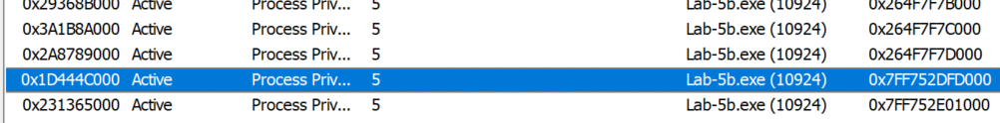 0x29368B000 Active Process Priv... 5 Lab-5b.exe (10924) 0x264F7F7B000
0x3A1B8A000 Active Process Priv... 5 Lab-5b.exe (10924) 0x264F7F7C000
0x2A8789000 Active Process Priv... 5 Lab-5b.exe (10924) 0x264F7F7D000
0x1D444C000 Active Process Priv... 5 Lab-5b.exe (10924) 0x7FF752DFD000
0x231365000 Active Process Priv... 5 Lab-5b.exe (10924) 0x7FF752E01000